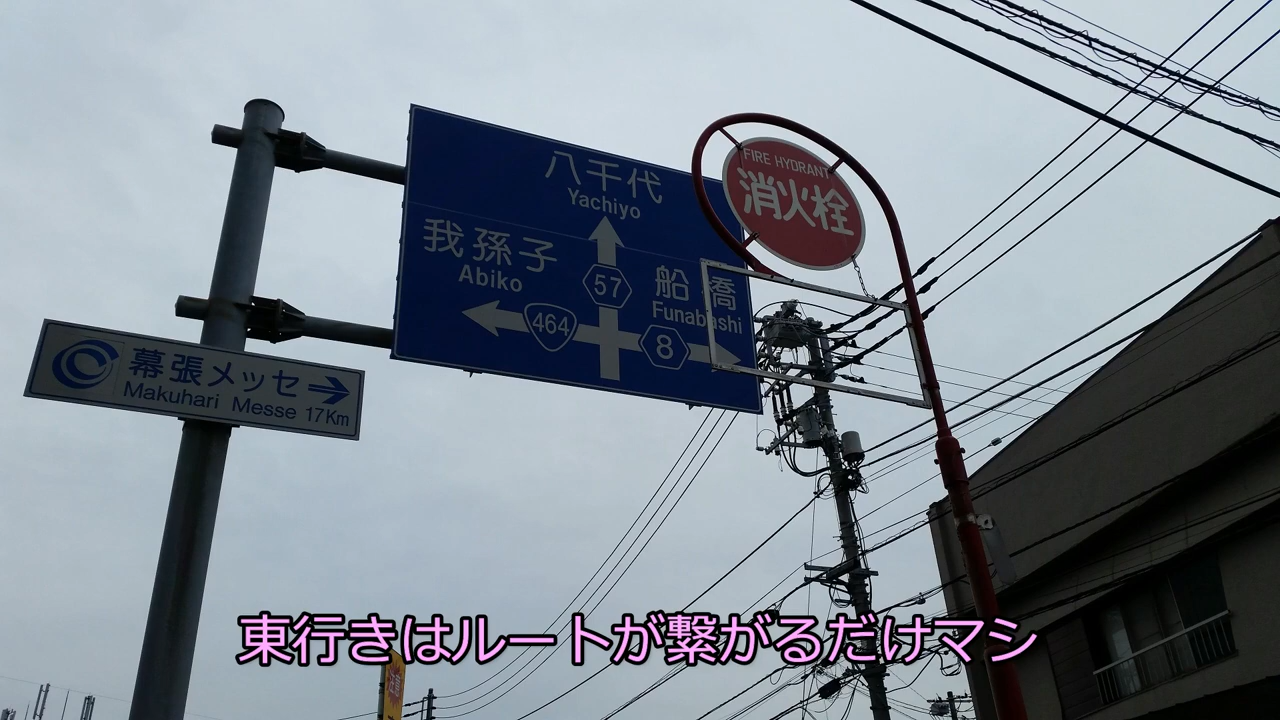 八千代
Yachiyo
我孫子
Abiko
船橋
Funabashi
57
464
8
FIRE HYDRANT
消火栓
幕張メッセ
Makuhari Messe 17Km
東行きはルートが繋がるだけマシ